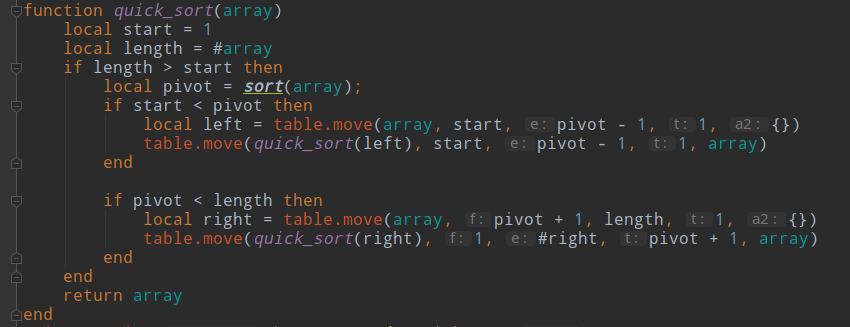 function quick_sort(array)
    local start = 1
    local length = #array
    if length > start then
        local pivot = sort(array);
        if start < pivot then
            local left = table.move(array, start, e: pivot - 1, t: 1, a2: {})
            table.move(quick_sort(left), start, e: pivot - 1, t: 1, array)
        end

        if pivot < length then
            local right = table.move(array, f: pivot + 1, length, t: 1, a2: {})
            table.move(quick_sort(right), f: 1, e: #right, t: pivot + 1, array)
        end
    end
    return array
end